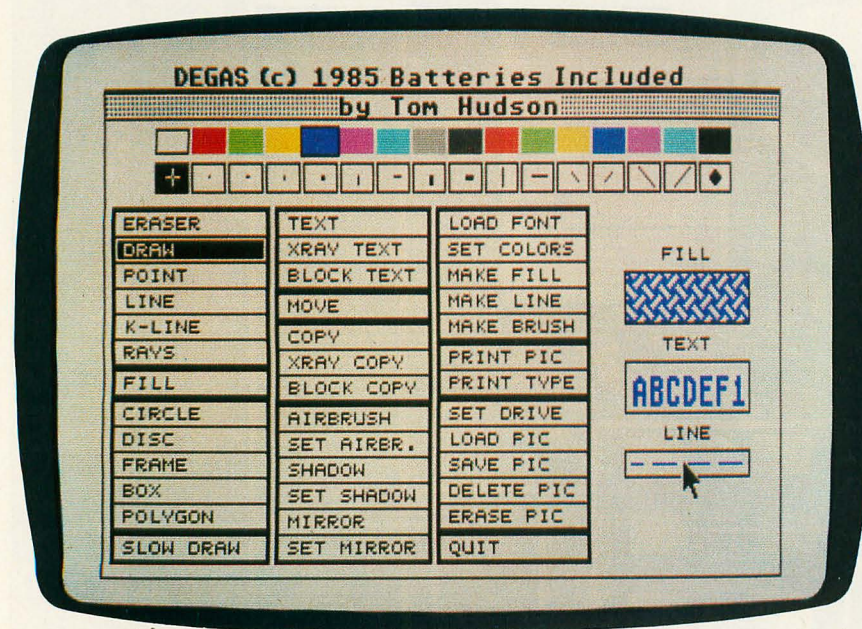 DEGAS (c) 1985 Batteries Included
by Tom Hudson
ERASER
DRAW
POINT
LINE
K-LINE
RAYS
FILL
CIRCLE
DISC
FRAME
BOX
POLYGON
SLOW DRAW
TEXT
XRAY TEXT
BLOCK TEXT
MOVE
COPY
XRAY COPY
BLOCK COPY
AIRBRUSH
SET AIRBR.
SHADOW
SET SHADOW
MIRROR
SET MIRROR
LOAD FONT
SET COLORS
MAKE FILL
MAKE LINE
MAKE BRUSH
PRINT PIC
PRINT TYPE
SET DRIVE
LOAD PIC
SAVE PIC
DELETE PIC
ERASE PIC
QUIT
FILL
TEXT
ABCDEF1
LINE